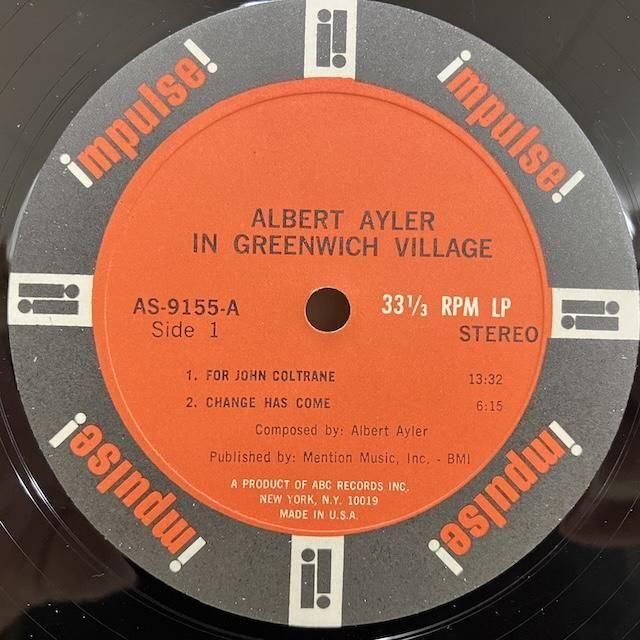 impulse!
impulse!
ALBERT AYLER
IN GREENWICH VILLAGE
AS-9155-A
Side 1
33⅓ RPM LP
STEREO
1. FOR JOHN COLTRANE 13:32
2. CHANGE HAS COME 6:15
Composed by: Albert Ayler
Published by: Mention Music, Inc. - BMI
A PRODUCT OF ABC RECORDS INC.
NEW YORK, N.Y. 10019
MADE IN U.S.A.
impulse!
impulse!